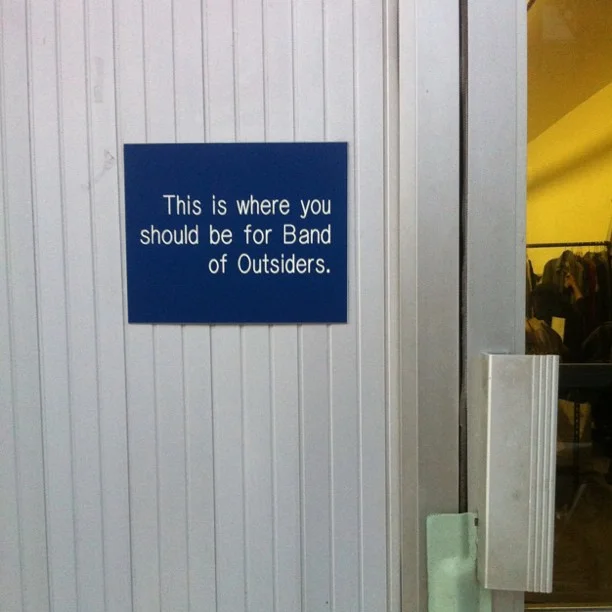 This is where you
should be for Band
of Outsiders.